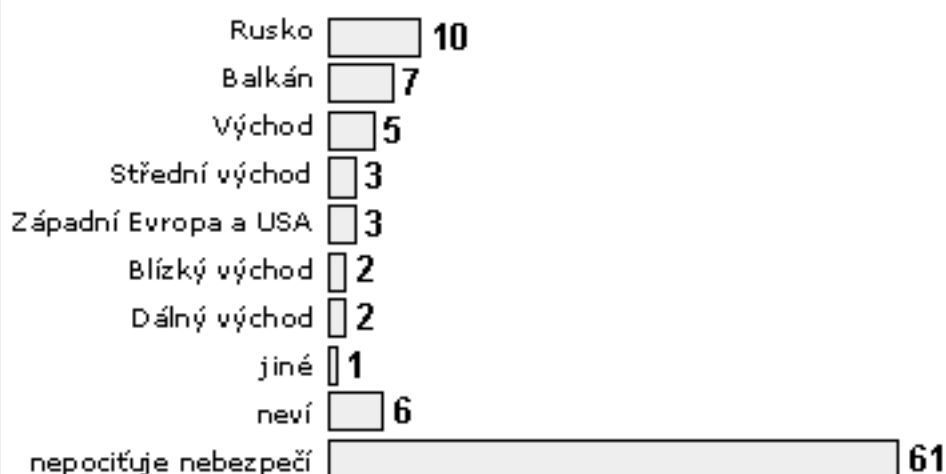 Rusko 10
Balkán 7
Východ 5
Střední východ 3
Západní Evropa a USA 3
Blízký východ 2
Dálný východ 2
jiné 1
neví 6
nepociťuje nebezpečí 61